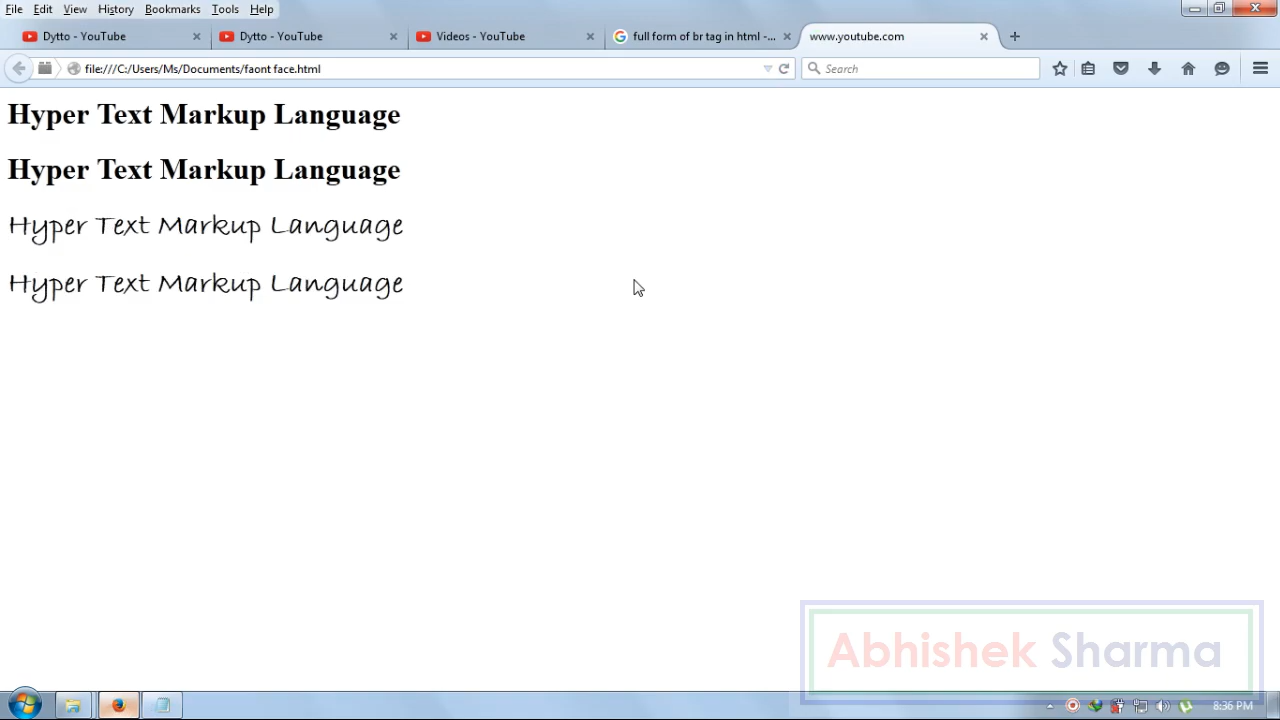 File Edit View History Bookmarks Tools Help
Dytto - YouTube
Dytto - YouTube
Videos - YouTube
full form of br tag in html -...
www.youtube.com
file:///C:/Users/Ms/Documents/faont face.html
Search
Hyper Text Markup Language
Hyper Text Markup Language
Hyper Text Markup Language
Hyper Text Markup Language
Abhishek Sharma
8:36 PM